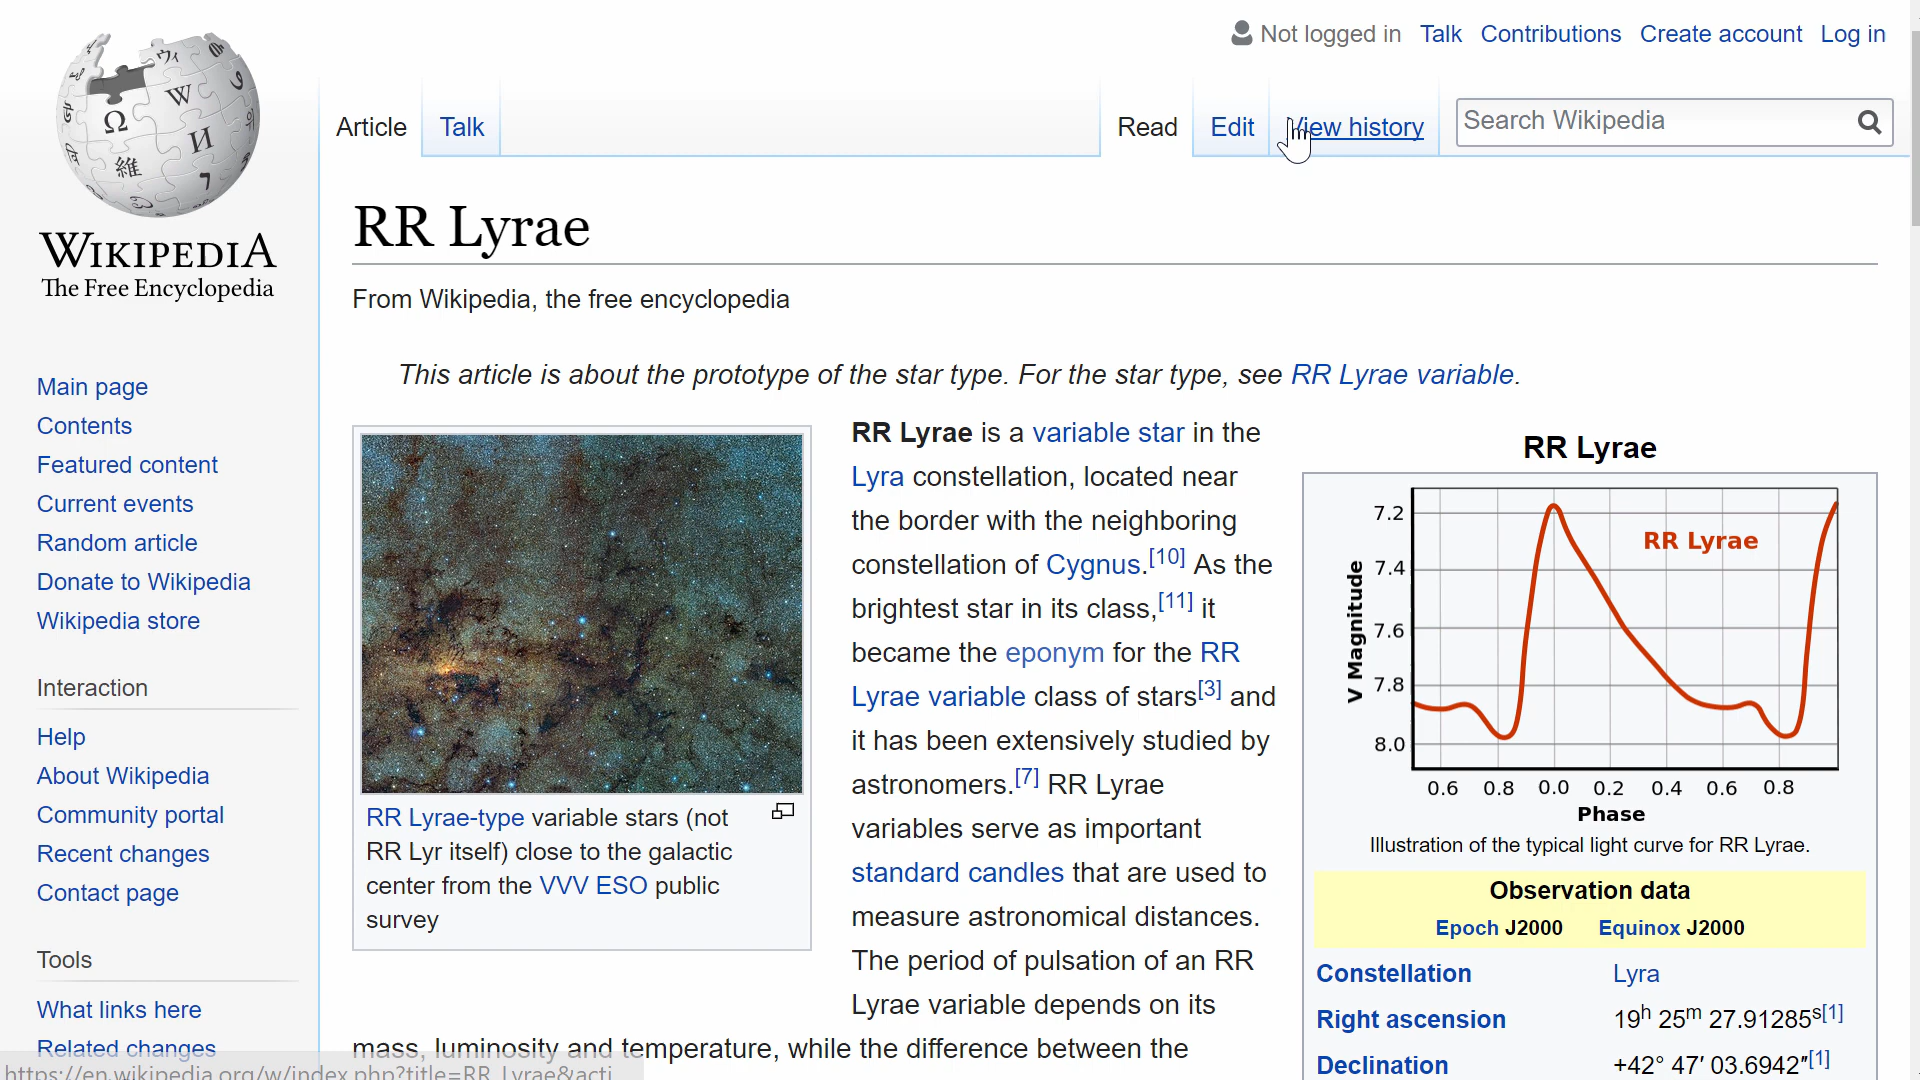 Not logged in Talk Contributions Create account Log in
Article Talk Read Edit View history Search Wikipedia
WIKIPEDIA
The Free Encyclopedia
Main page
Contents
Featured content
Current events
Random article
Donate to Wikipedia
Wikipedia store
Interaction
Help
About Wikipedia
Community portal
Recent changes
Contact page
Tools
What links here
Related changes
RR Lyrae
From Wikipedia, the free encyclopedia
This article is about the prototype of the star type. For the star type, see RR Lyrae variable.
RR Lyrae-type variable stars (not
RR Lyr itself) close to the galactic
center from the VVV ESO public
survey
RR Lyrae is a variable star in the
Lyra constellation, located near
the border with the neighboring
constellation of Cygnus.[10] As the
brightest star in its class,[11] it
became the eponym for the RR
Lyrae variable class of stars[3] and
it has been extensively studied by
astronomers.[7] RR Lyrae
variables serve as important
standard candles that are used to
measure astronomical distances.
The period of pulsation of an RR
Lyrae variable depends on its
mass, luminosity and temperature, while the difference between the
RR Lyrae
7.2
7.4
7.6
7.8
8.0
V Magnitude
RR Lyrae
0.6 0.8 0.0 0.2 0.4 0.6 0.8
Phase
Illustration of the typical light curve for RR Lyrae.
Observation data
Epoch J2000 Equinox J2000
Constellation Lyra
Right ascension 19h 25m 27.91285s[1]
Declination +42° 47′ 03.6942″[1]
https://en.wikipedia.org/w/index.php?title=RR_Lyrae&acti